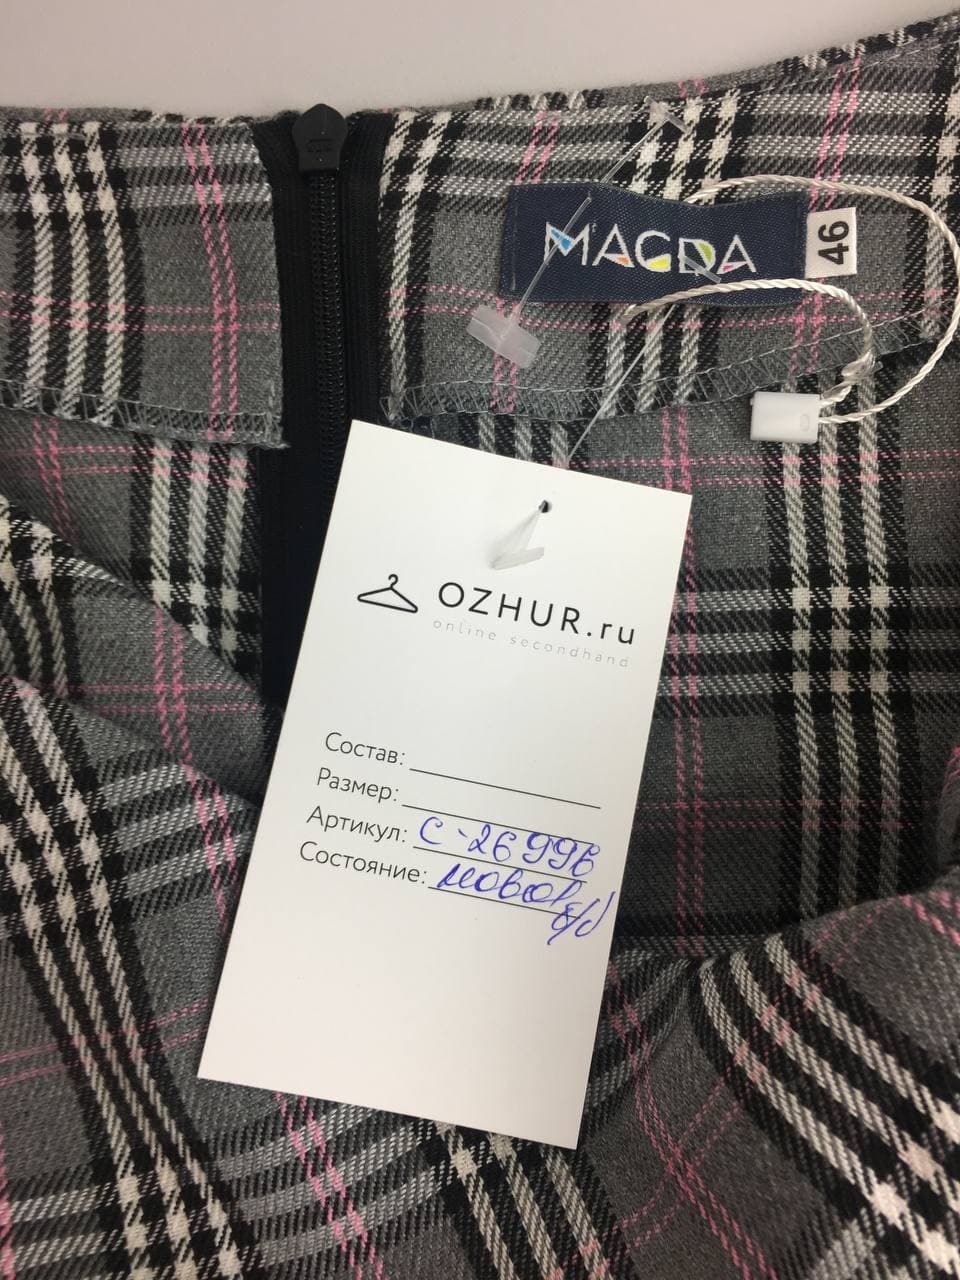 MAGDA
46
OZHUR.ru
online secondhand
Состав:
Размер:
Артикул: С-26996
Состояние: новое б/